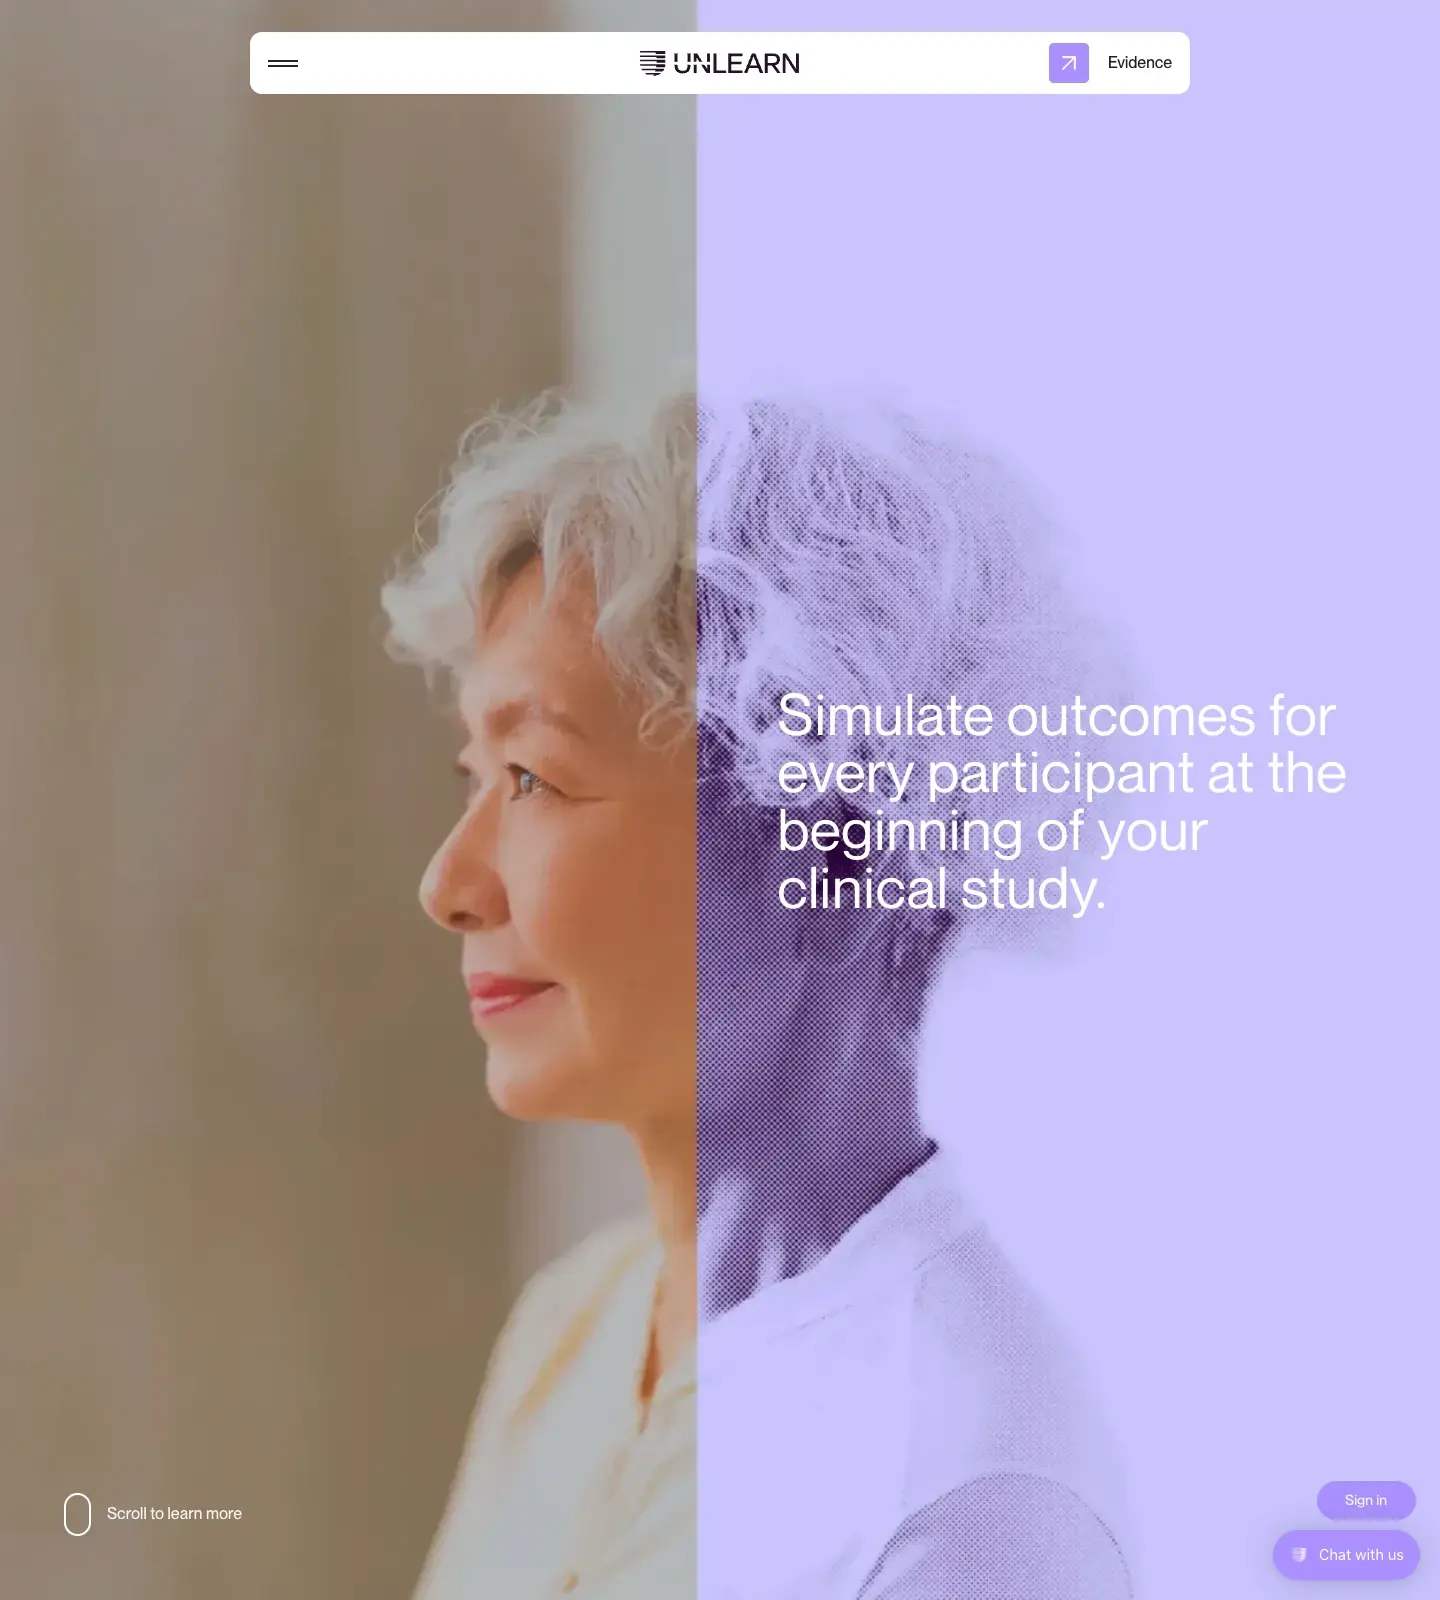 UNLEARN
Evidence
Simulate outcomes for
every participant at the
beginning of your
clinical study.
Scroll to learn more
Sign in
Chat with us